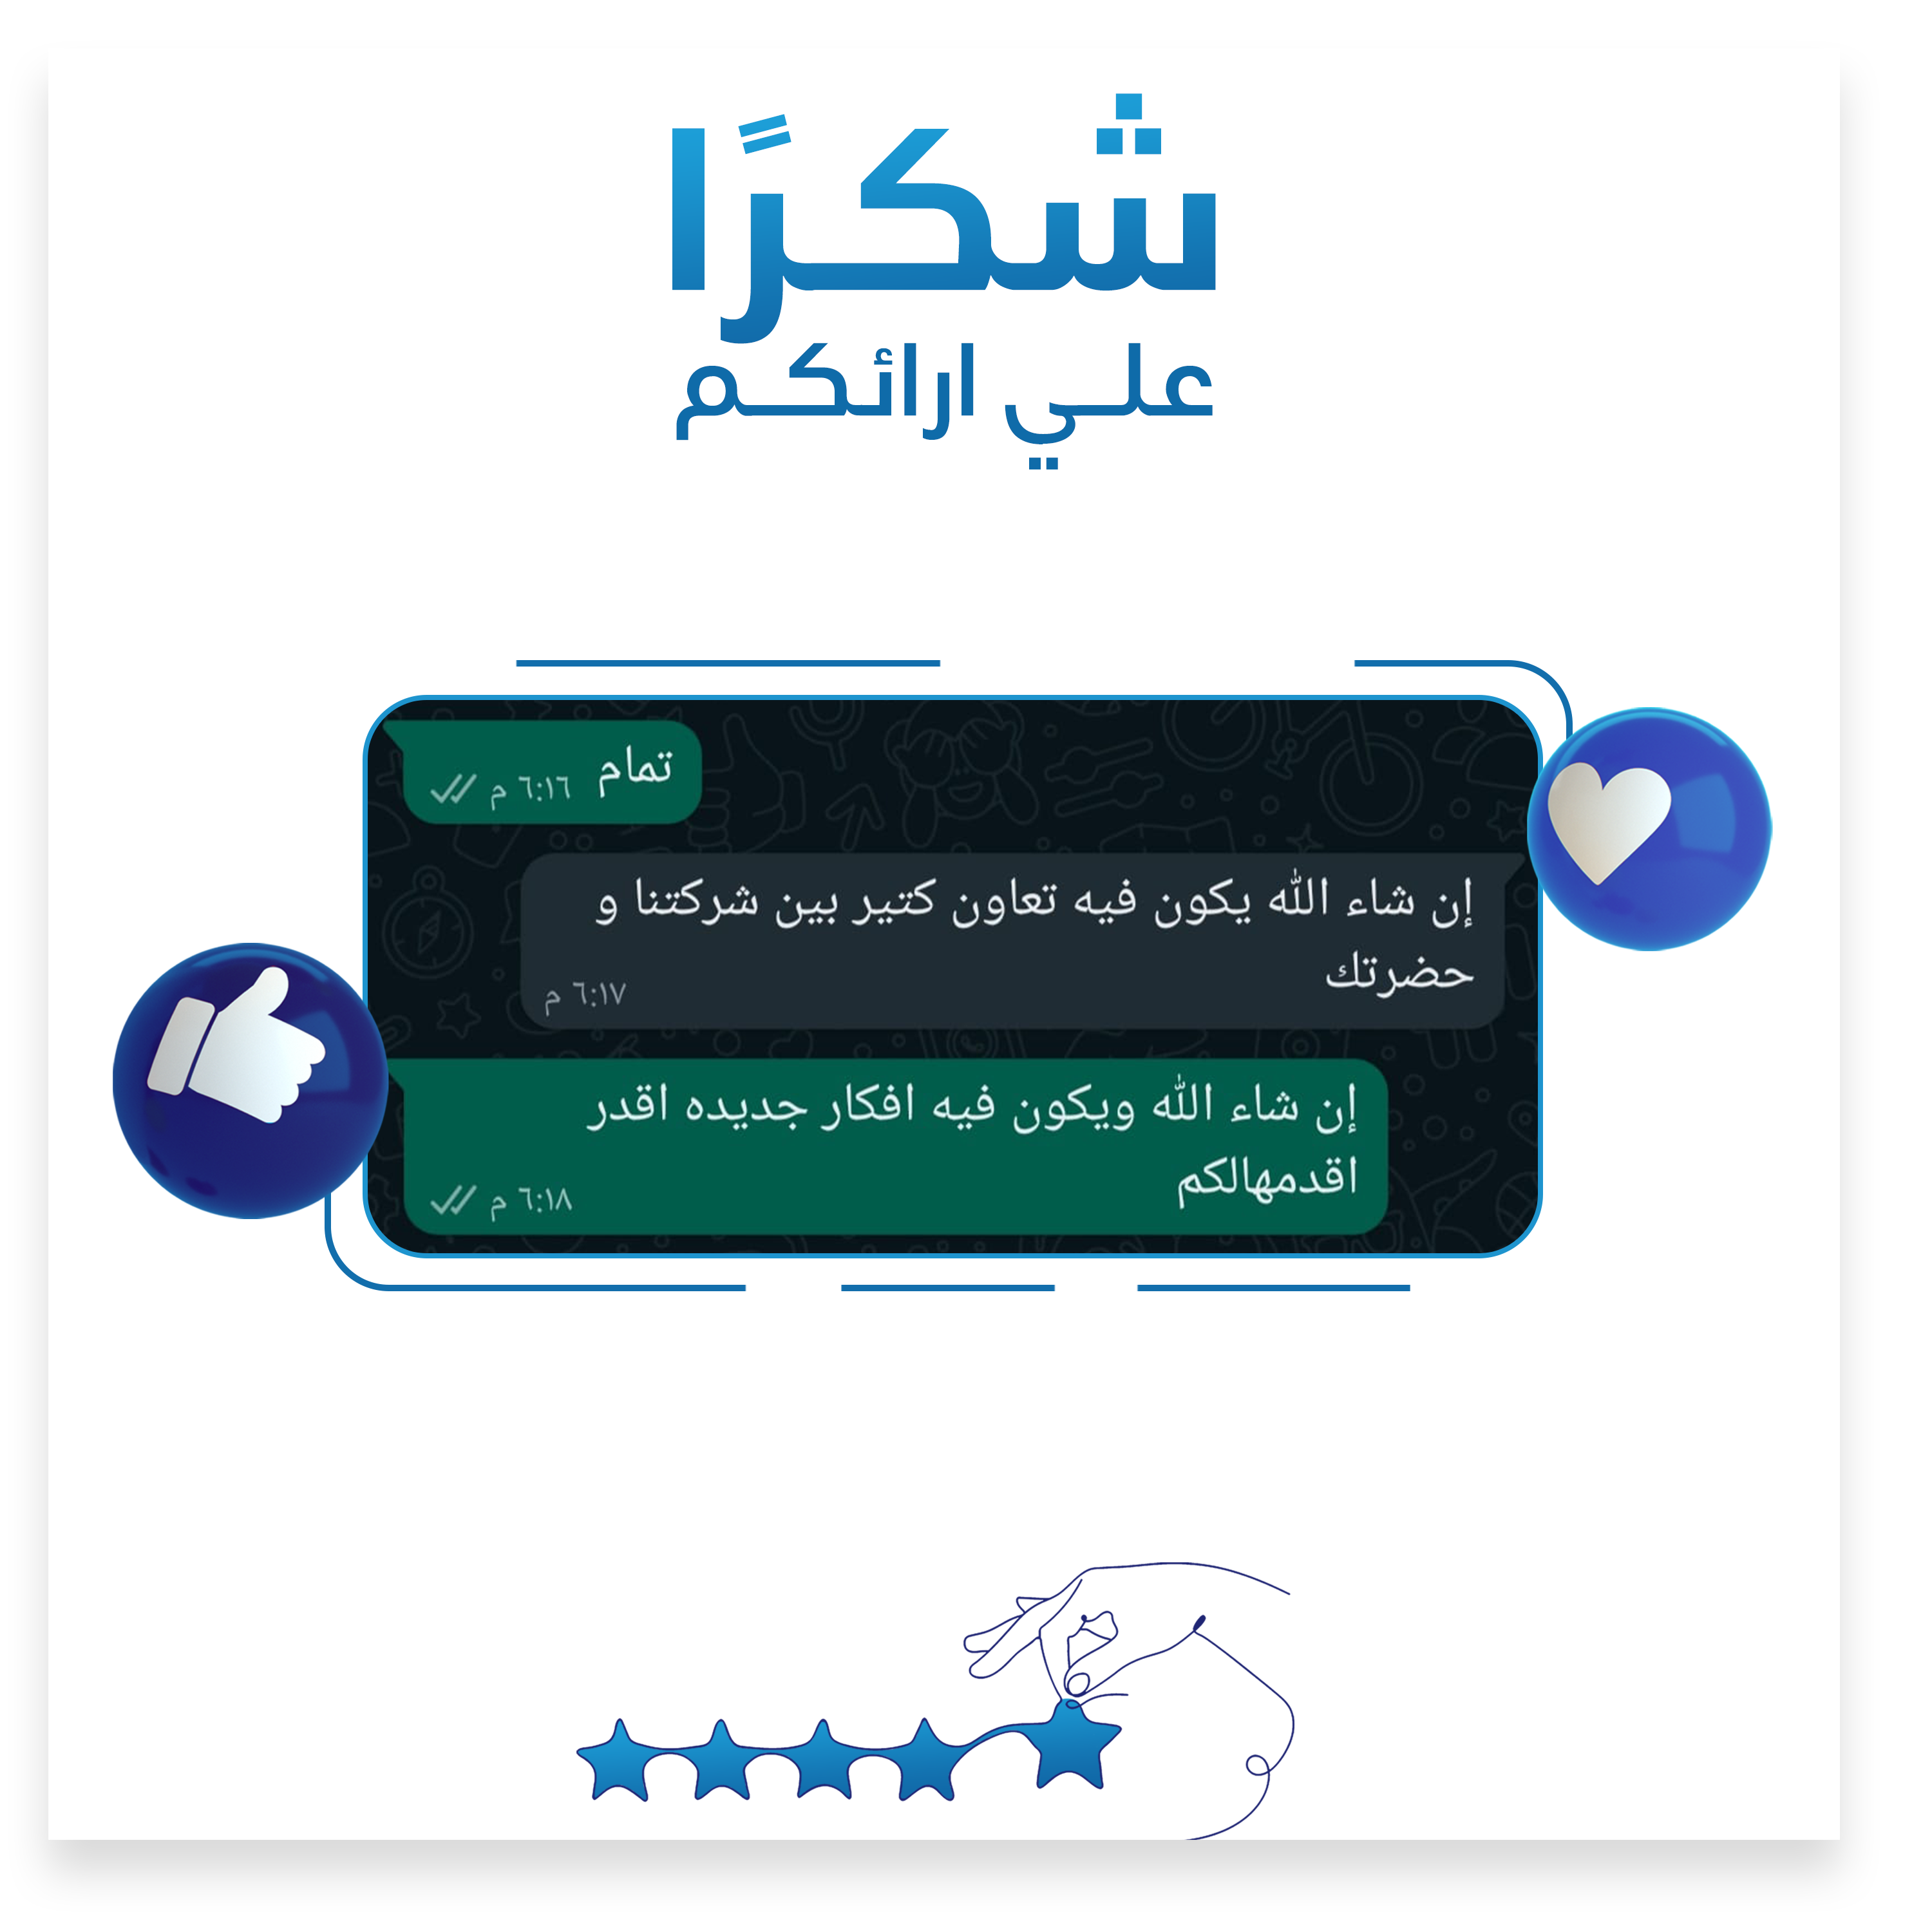 شكرًا
علي ارائكم
تمام
٦:١٦ م
إن شاء الله يكون فيه تعاون كتير بين شركتنا و
حضرتك
٦:١٧ م
إن شاء الله ويكون فيه افكار جديده اقدر
اقدمهالكم
٦:١٨ م